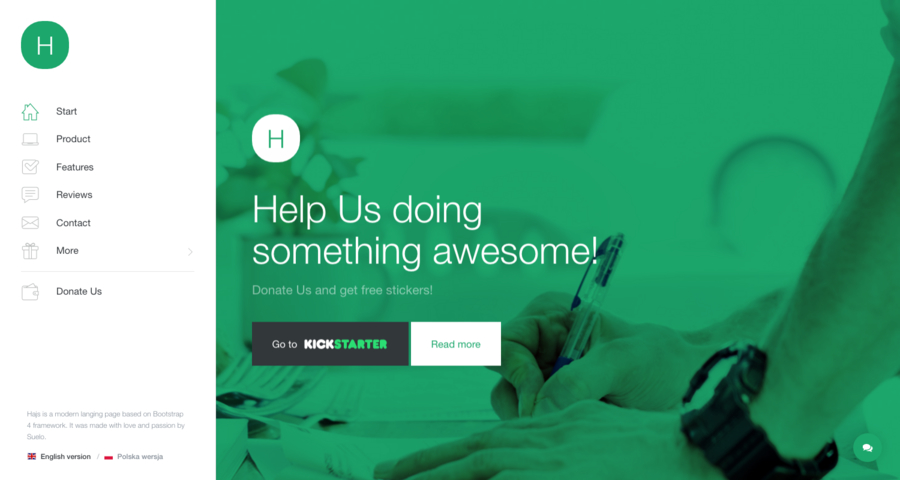 H
Start
Product
Features
Reviews
Contact
More
Donate Us
Hajs is a modern langing page based on Bootstrap
4 framework. It was made with love and passion by
Suelo.
English version / Polska wersja
H
Help Us doing
something awesome!
Donate Us and get free stickers!
Go to KICKSTARTER
Read more